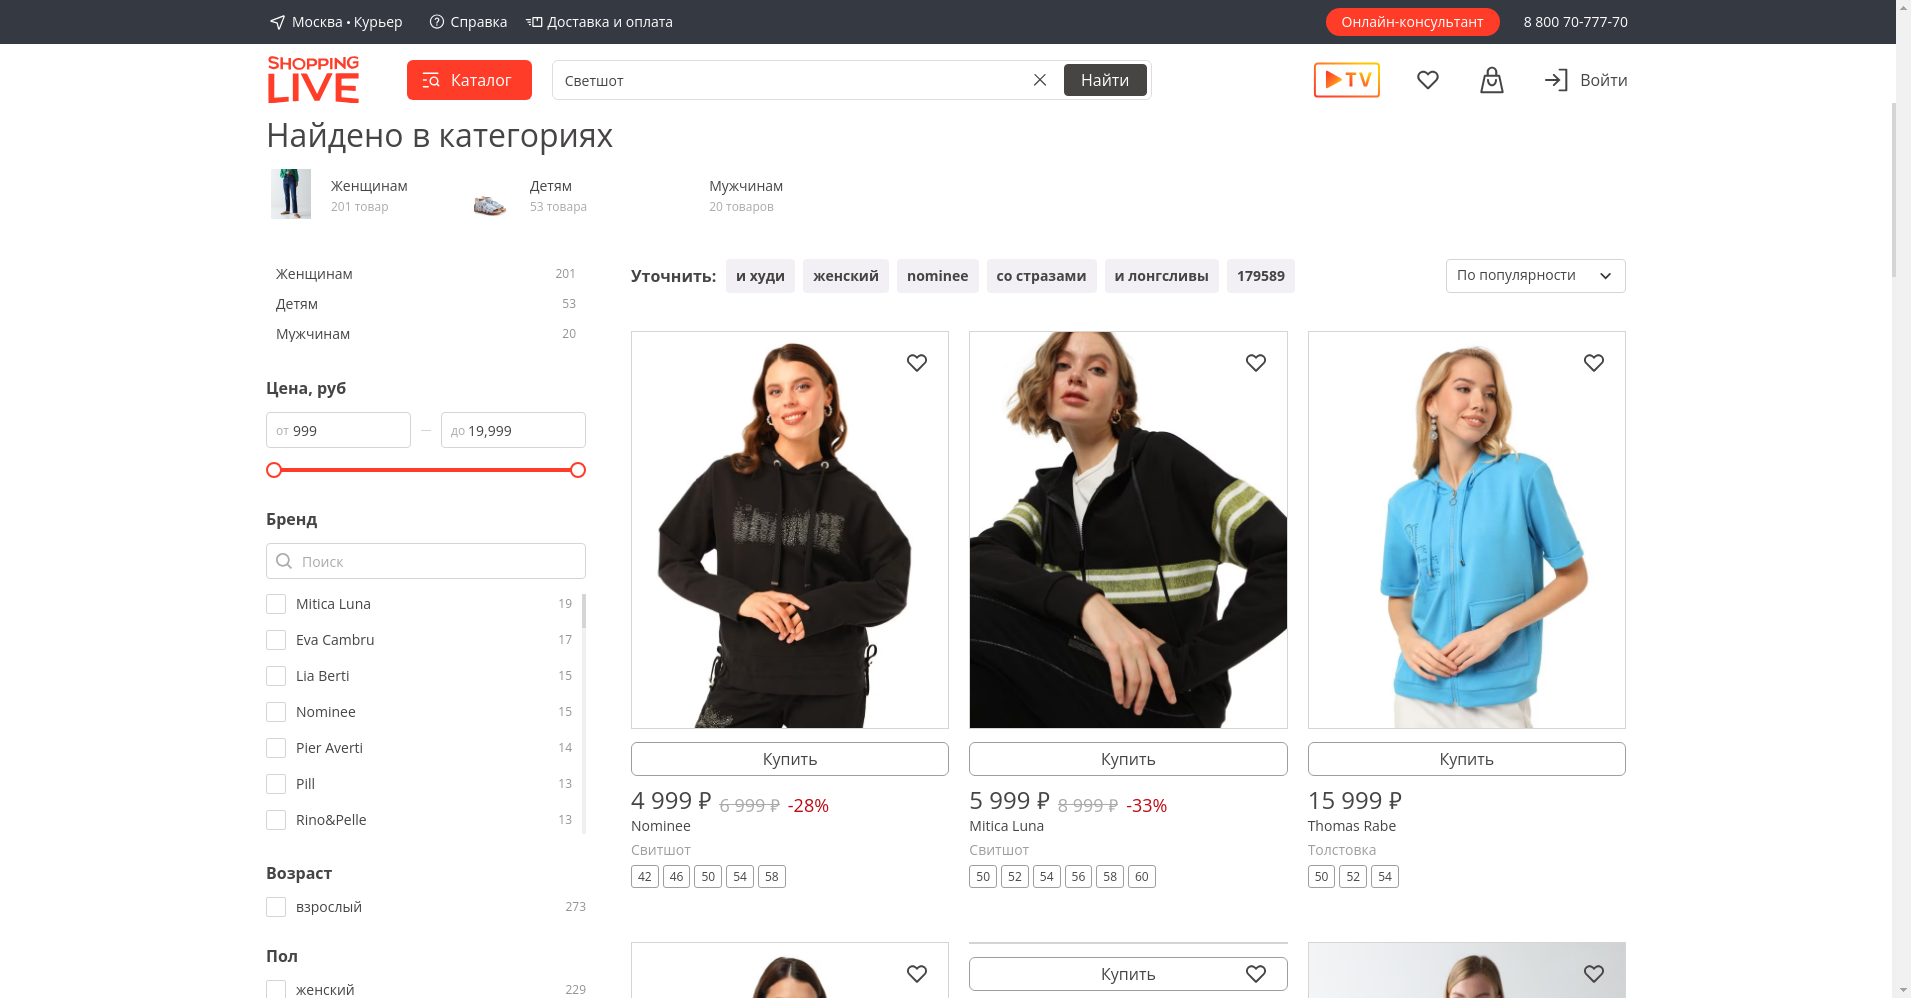 Москва • Курьер
Справка
Доставка и оплата
Онлайн-консультант
8 800 70-777-70
SHOPPING
LIVE
Каталог
Светшот
Найти
TV
Войти
Найдено в категориях
Женщинам
201 товар
Детям
53 товара
Мужчинам
20 товаров
Женщинам 201
Детям 53
Мужчинам 20
Цена, руб
от 999 — до 19,999
Бренд
Поиск
Mitica Luna 19
Eva Cambru 17
Lia Berti 15
Nominee 15
Pier Averti 14
Pill 13
Rino&Pelle 13
Возраст
взрослый 273
Пол
женский 229
Уточнить: и худи женский nominee со стразами и лонгсливы 179589
По популярности
Купить
4 999 ₽ 6 999 ₽ -28%
Nominee
Свитшот
42 46 50 54 58
Купить
5 999 ₽ 8 999 ₽ -33%
Mitica Luna
Свитшот
50 52 54 56 58 60
Купить
15 999 ₽
Thomas Rabe
Толстовка
50 52 54
Купить